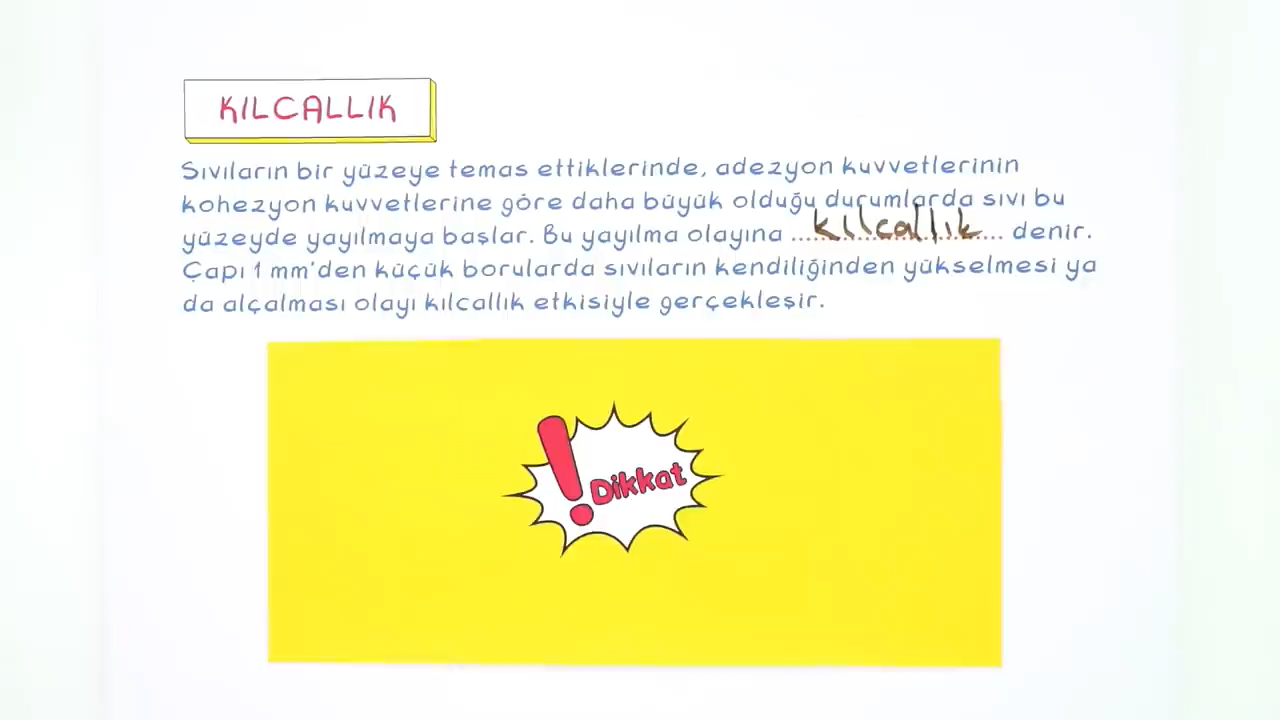 KILCALLIK
Sıvıların bir yüzeye temas ettiklerinde, adezyon kuvvetlerinin
kohezyon kuvvetlerine göre daha büyük olduğu durumlarda sıvı bu
yüzeyde yayılmaya başlar. Bu yayılma olayına kılcallık denir.
Çapı 1 mm'den küçük borularda sıvıların kendiliğinden yükselmesi ya
da alçalması olayı kılcallık etkisiyle gerçekleşir.
! Dikkat